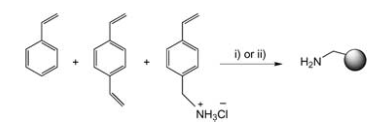 + + i) or ii) H₂N
+ −
NH₃Cl